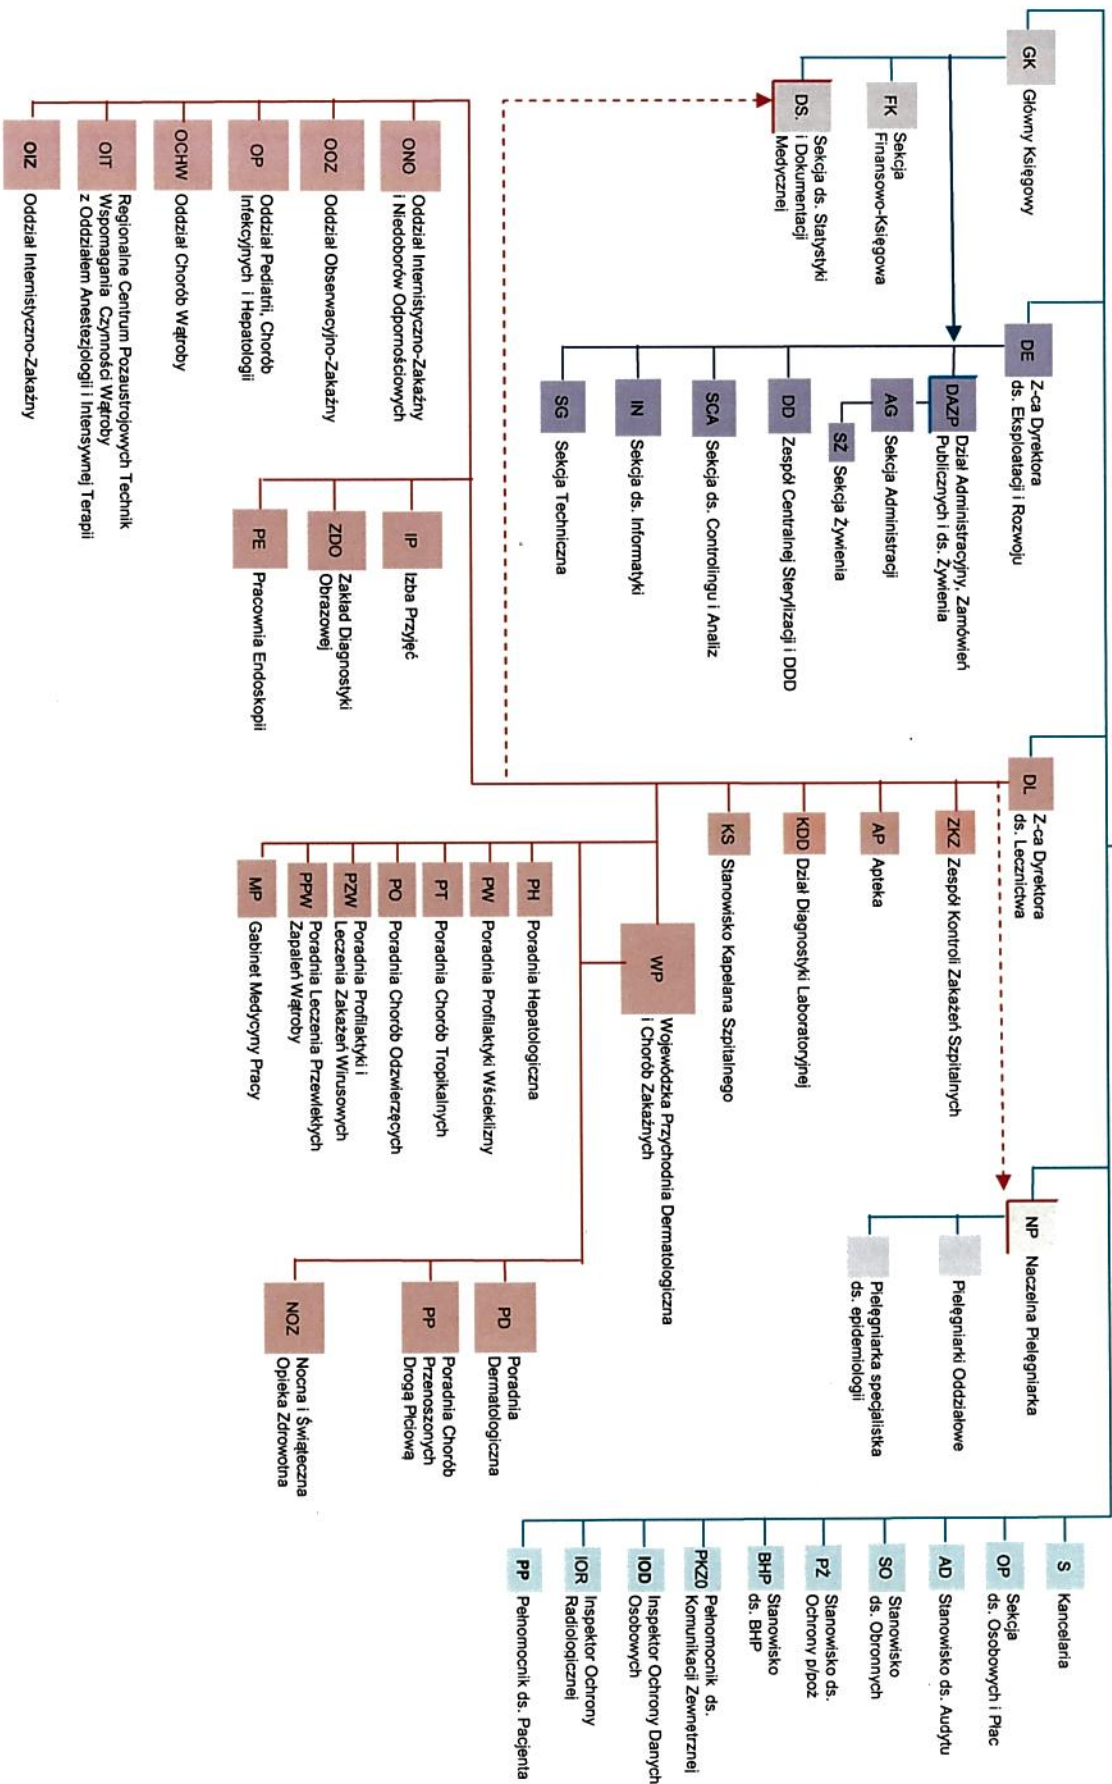 GK
Główny Księgowy
FK
Sekcja
Finansowo-Księgowa
DS.
Sekcja ds. Statystyki
i Dokumentacji
Medycznej
DE
Z-ca Dyrektora
ds. Eksploatacji i Rozwoju
DAZP
Dział Administracyjny, Zamówień
Publicznych i ds. Żywienia
AG
Sekcja Administracji
SŻ
Sekcja Żywienia
DD
Zespół Centralnej Sterylizacji i DDD
SCA
Sekcja ds. Controlingu i Analiz
IN
Sekcja ds. Informatyki
SG
Sekcja Techniczna
DL
Z-ca Dyrektora
ds. Lecznictwa
ZKZ
Zespół Kontroli Zakażeń Szpitalnych
AP
Apteka
KDD
Dział Diagnostyki Laboratoryjnej
KS
Stanowisko Kapelana Szpitalnego
WP
Wojewódzka Przychodnia Dermatologiczna
i Chorób Zakaźnych
PH
Poradnia Hepatologiczna
PW
Poradnia Profilaktyki Wścieklizny
PT
Poradnia Chorób Tropikalnych
PO
Poradnia Chorób Odzwierzęcych
PZW
Poradnia Profilaktyki i
Leczenia Zakażeń Wirusowych
PPW
Poradnia Leczenia Przewlekłych
Zapaleń Wątroby
MP
Gabinet Medycyny Pracy
PD
Poradnia
Dermatologiczna
PP
Poradnia Chorób
Przenoszonych
Drogą Płciową
NOZ
Nocna i Świąteczna
Opieka Zdrowotna
ONO
Oddział Internistyczno-Zakaźny
i Niedoborów Odpornościowych
OOZ
Oddział Obserwacyjno-Zakaźny
OP
Oddział Pediatrii, Chorób
Infekcyjnych i Hepatologii
OCHW
Oddział Chorób Wątroby
OIT
Regionalne Centrum Pozaustrojowych Technik
Wspomagania Czynności Wątroby
z Oddziałem Anestezjologii i Intensywnej Terapii
OIZ
Oddział Internistyczno-Zakaźny
IP
Izba Przyjęć
ZDO
Zakład Diagnostyki
Obrazowej
PE
Pracownia Endoskopii
NP
Naczelna Pielęgniarka
Pielęgniarki Oddziałowe
Pielęgniarka specjalistka
ds. epidemiologii
S
Kancelaria
OP
Sekcja
ds. Osobowych i Płac
AD
Stanowisko ds. Audytu
SO
Stanowisko
ds. Obronnych
PŻ
Stanowisko ds.
Ochrony p/poż
BHP
Stanowisko
ds. BHP
PKZ0
Pełnomocnik ds.
Komunikacji Zewnętrznej
IOD
Inspektor Ochrony Danych
Osobowych
IOR
Inspektor Ochrony
Radiologicznej
PP
Pełnomocnik ds. Pacjenta